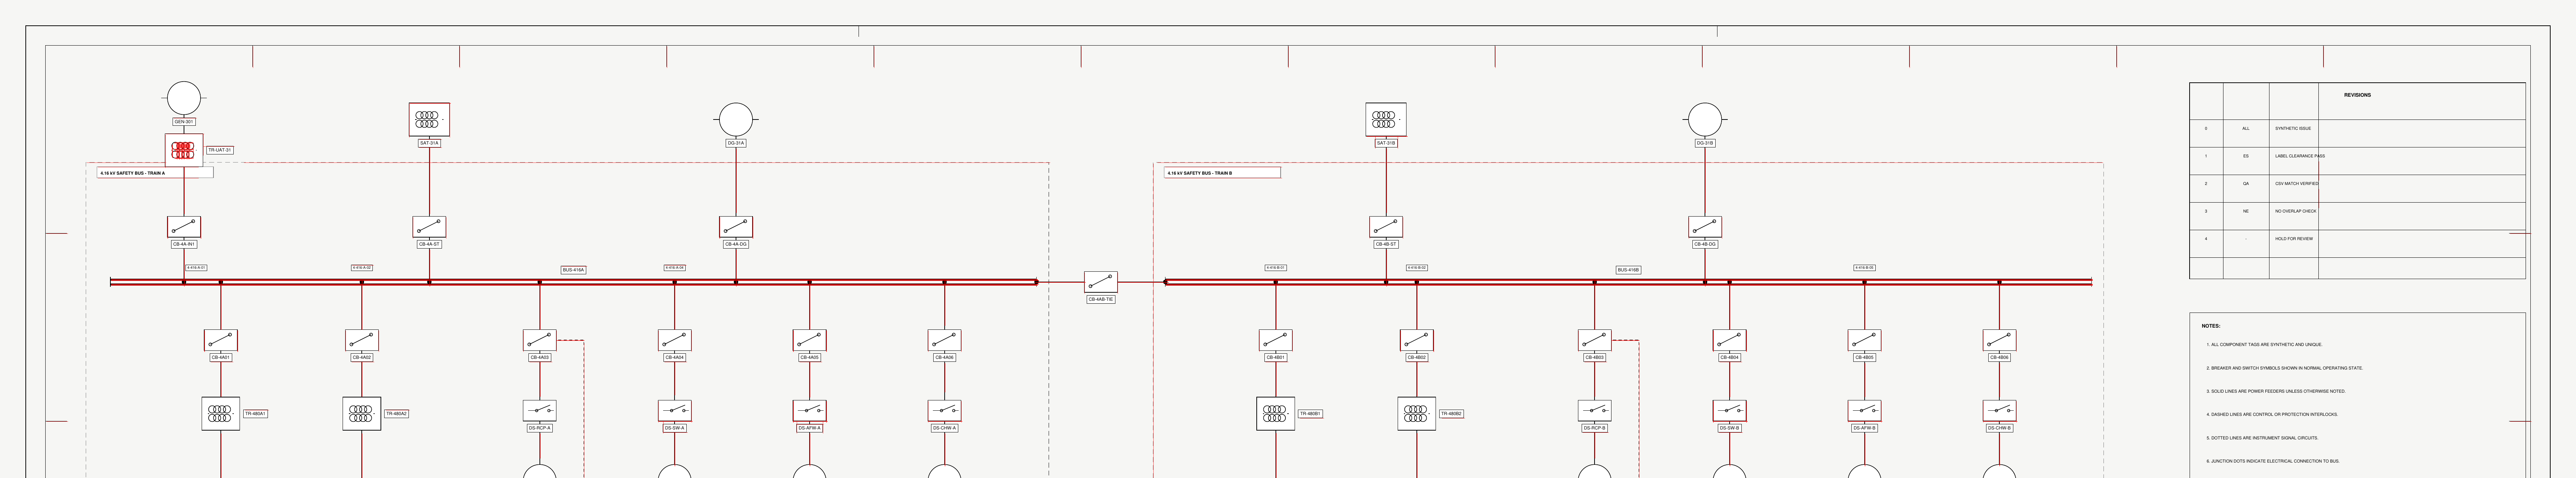 REVISIONS
GEN-301
0 ALL SYNTHETIC ISSUE
SAT-31A
DG-31A
SAT-31B
DG-31B
TR-UAT-31
1 ES LABEL CLEARANCE PASS
4.16 kV SAFETY BUS - TRAIN A
4.16 kV SAFETY BUS - TRAIN B
2 QA CSV MATCH VERIFIED
3 NE NO OVERLAP CHECK
4 - HOLD FOR REVIEW
CB-4A-IN1
CB-4A-ST
CB-4A-DG
CB-4B-ST
CB-4B-DG
BUS-416A
BUS-416B
CB-4AB-TIE
NOTES:
1. ALL COMPONENT TAGS ARE SYNTHETIC AND UNIQUE.
CB-4A01
CB-4A02
CB-4A03
CB-4A04
CB-4A05
CB-4A06
CB-4B01
CB-4B02
CB-4B03
CB-4B04
CB-4B05
CB-4B06
2. BREAKER AND SWITCH SYMBOLS SHOWN IN NORMAL OPERATING STATE.
3. SOLID LINES ARE POWER FEEDERS UNLESS OTHERWISE NOTED.
TR-480A1
TR-480A2
TR-480B1
TR-480B2
4. DASHED LINES ARE CONTROL OR PROTECTION INTERLOCKS.
DS-RCP-A
DS-SW-A
DS-AFW-A
DS-CHW-A
DS-RCP-B
DS-SW-B
DS-AFW-B
DS-CHW-B
5. DOTTED LINES ARE INSTRUMENT SIGNAL CIRCUITS.
6. JUNCTION DOTS INDICATE ELECTRICAL CONNECTION TO BUS.